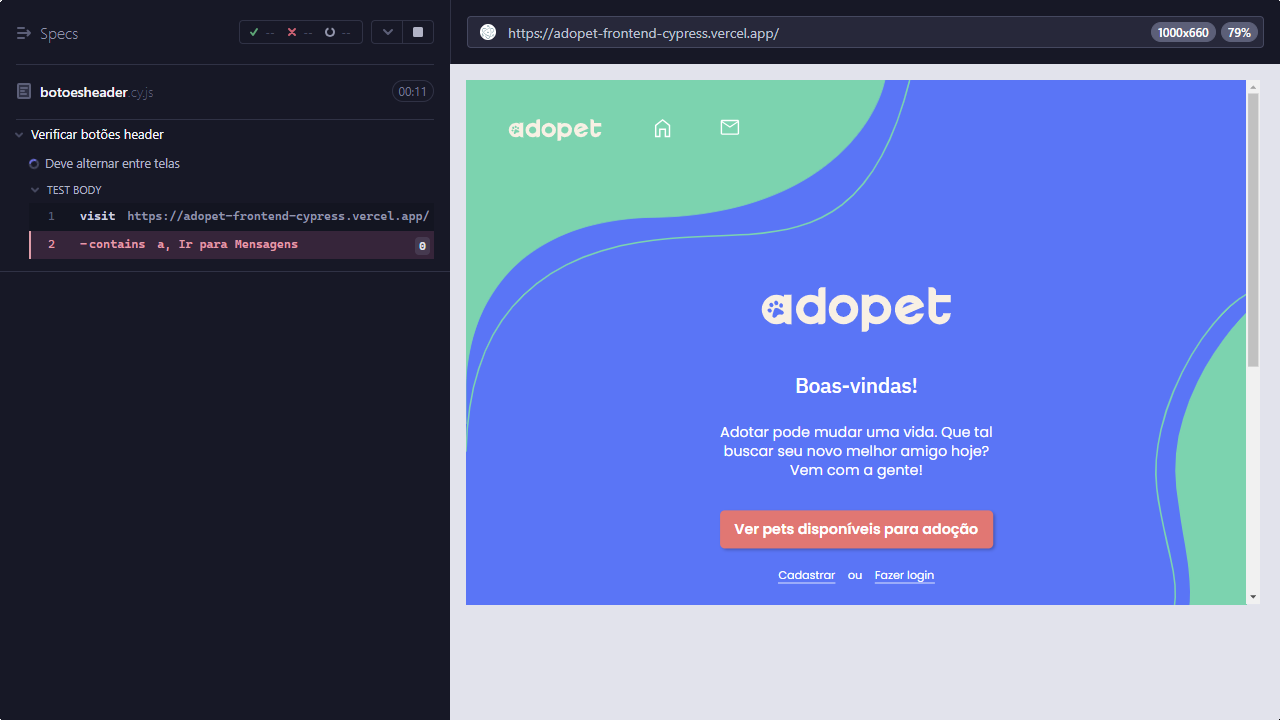 Specs
-- -- --
botoesheader.cy.js
00:11
Verificar botões header
Deve alternar entre telas
TEST BODY
1 visit https://adopet-frontend-cypress.vercel.app/
2 -contains a, Ir para Mensagens 0
https://adopet-frontend-cypress.vercel.app/
1000x660 79%
adopet
adopet
Boas-vindas!
Adotar pode mudar uma vida. Que tal
buscar seu novo melhor amigo hoje?
Vem com a gente!
Ver pets disponíveis para adoção
Cadastrar ou Fazer login